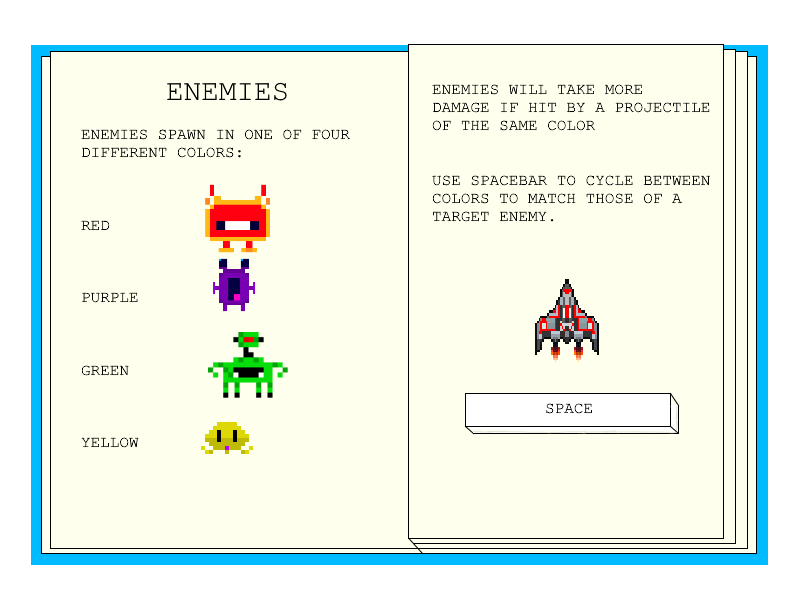 ENEMIES
ENEMIES SPAWN IN ONE OF FOUR
DIFFERENT COLORS:
RED
PURPLE
GREEN
YELLOW
ENEMIES WILL TAKE MORE
DAMAGE IF HIT BY A PROJECTILE
OF THE SAME COLOR
USE SPACEBAR TO CYCLE BETWEEN
COLORS TO MATCH THOSE OF A
TARGET ENEMY.
SPACE